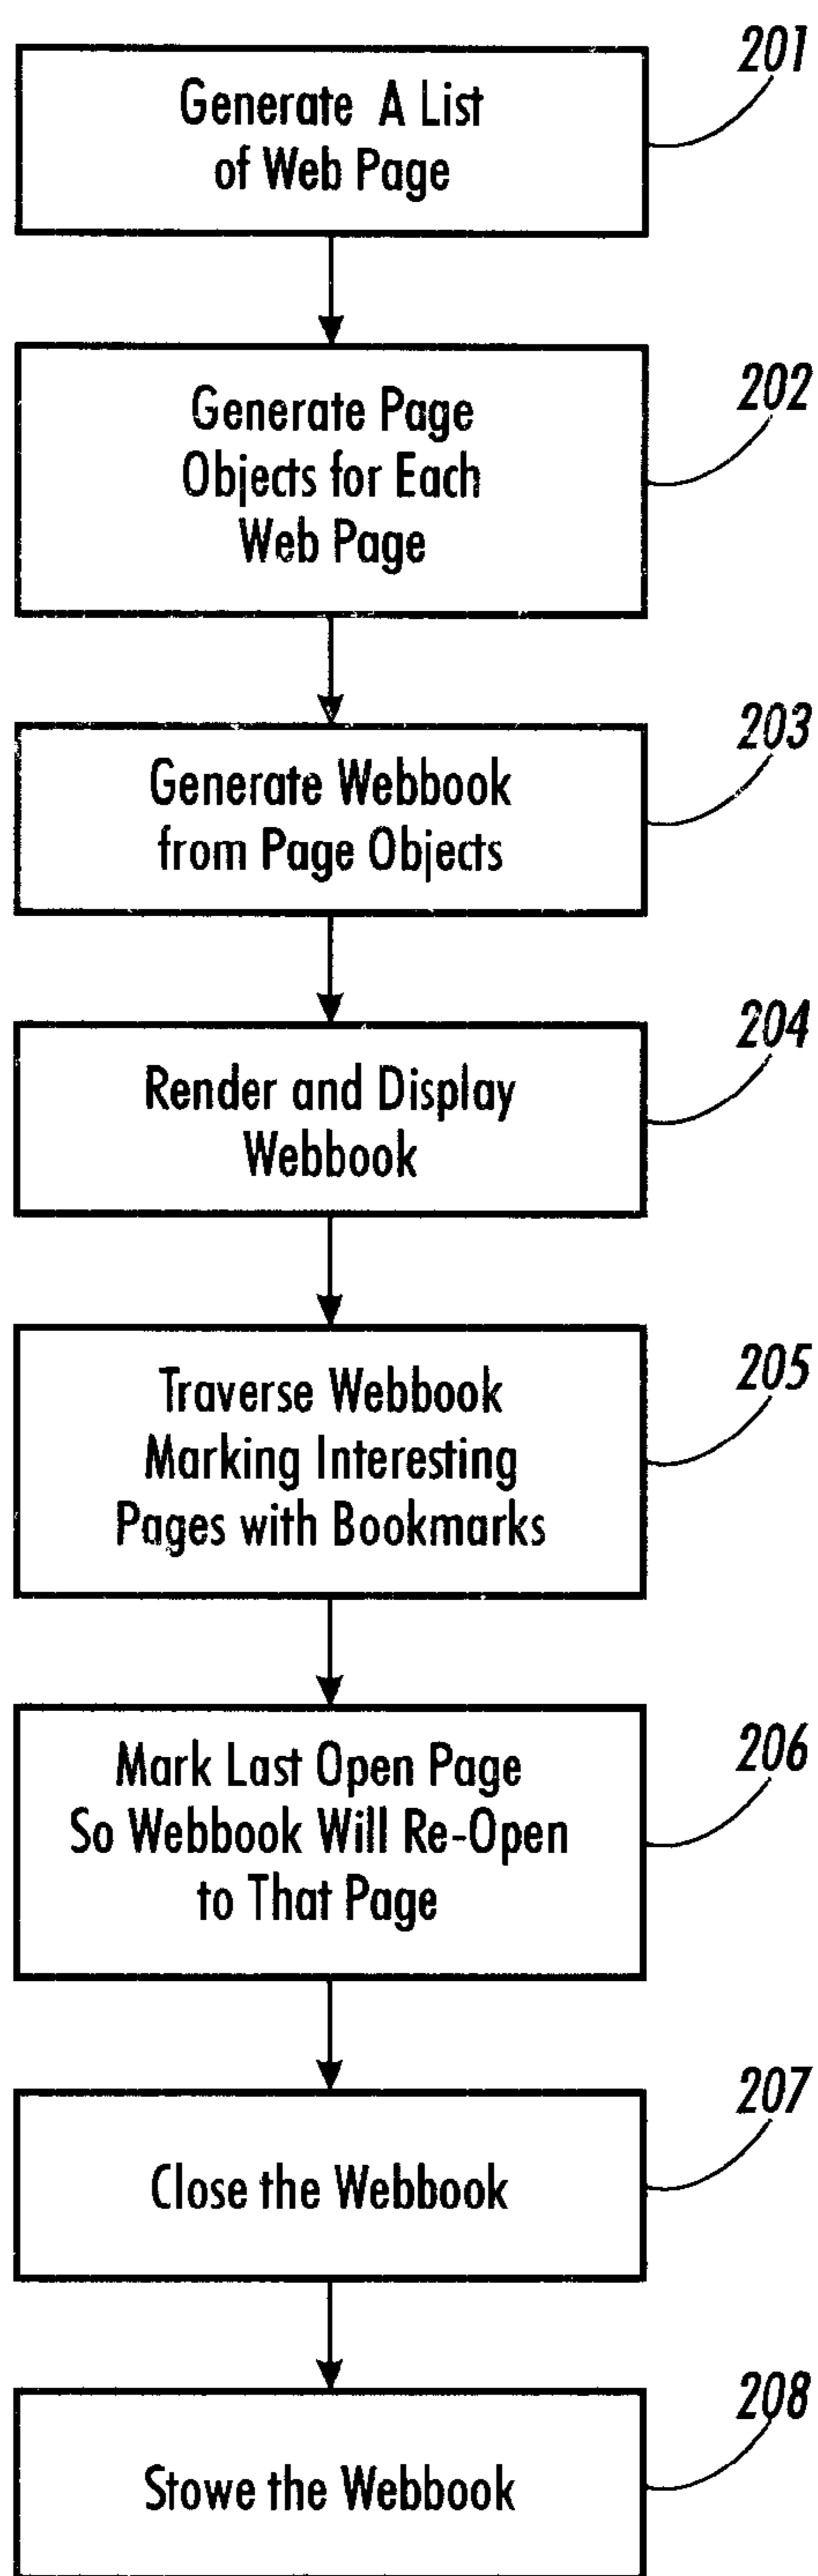 201
Generate A List
of Web Page
202
Generate Page
Objects for Each
Web Page
203
Generate Webbook
from Page Objects
204
Render and Display
Webbook
205
Traverse Webbook
Marking Interesting
Pages with Bookmarks
206
Mark Last Open Page
So Webbook Will Re-Open
to That Page
207
Close the Webbook
208
Stowe the Webbook